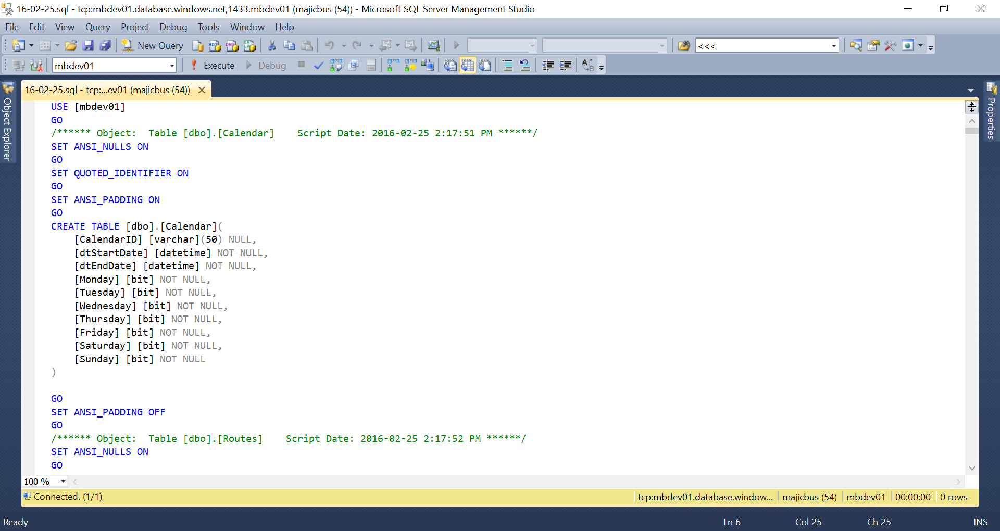 16-02-25.sql - tcp:mbdev01.database.windows.net,1433.mbdev01 (majicbus (54)) - Microsoft SQL Server Management Studio
File Edit View Query Project Debug Tools Window Help
New Query <<<
mbdev01 Execute Debug
16-02-25.sql - tcp:...ev01 (majicbus (54))
Object Explorer
Properties
USE [mbdev01]
GO
/****** Object:  Table [dbo].[Calendar]    Script Date: 2016-02-25 2:17:51 PM ******/
SET ANSI_NULLS ON
GO
SET QUOTED_IDENTIFIER ON
GO
SET ANSI_PADDING ON
GO
CREATE TABLE [dbo].[Calendar](
    [CalendarID] [varchar](50) NULL,
    [dtStartDate] [datetime] NOT NULL,
    [dtEndDate] [datetime] NOT NULL,
    [Monday] [bit] NOT NULL,
    [Tuesday] [bit] NOT NULL,
    [Wednesday] [bit] NOT NULL,
    [Thursday] [bit] NOT NULL,
    [Friday] [bit] NOT NULL,
    [Saturday] [bit] NOT NULL,
    [Sunday] [bit] NOT NULL
)
GO
SET ANSI_PADDING OFF
GO
/****** Object:  Table [dbo].[Routes]    Script Date: 2016-02-25 2:17:52 PM ******/
SET ANSI_NULLS ON
GO
100 %
Connected. (1/1) tcp:mbdev01.database.window... majicbus (54) mbdev01 00:00:00 0 rows
Ready Ln 6 Col 25 Ch 25 INS